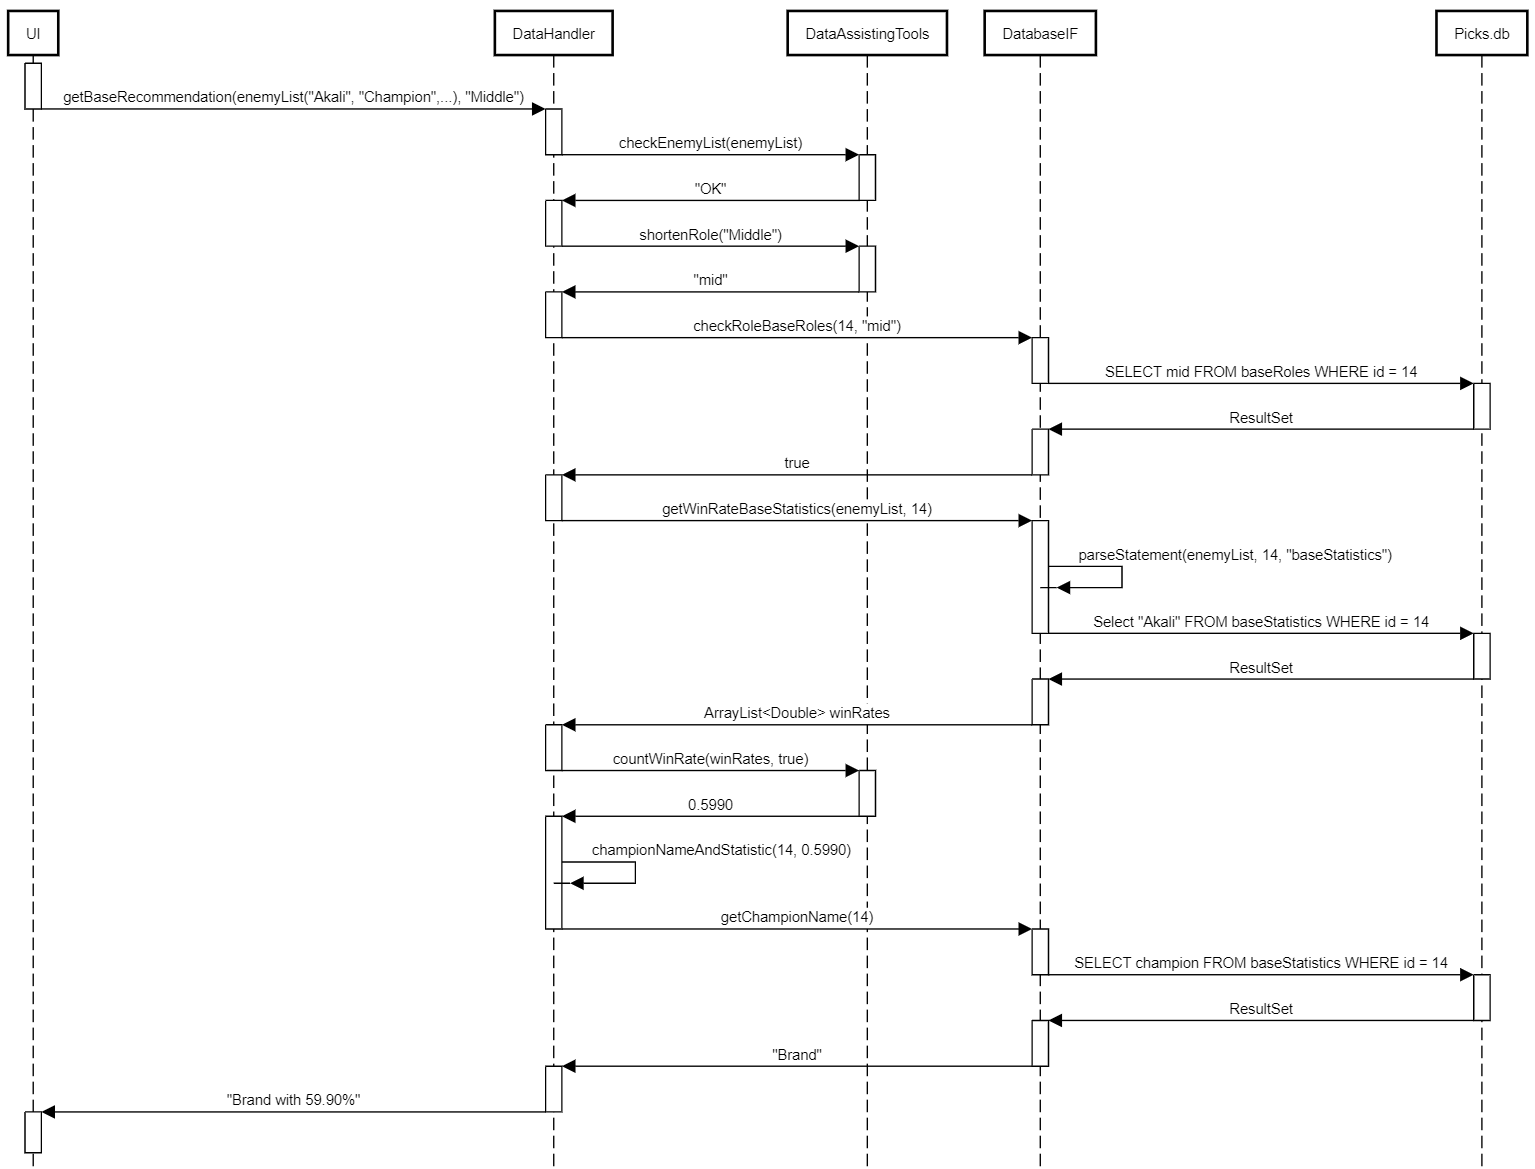 UI
DataHandler
DataAssistingTools
DatabaseIF
Picks.db
getBaseRecommendation(enemyList("Akali", "Champion",...), "Middle")
checkEnemyList(enemyList)
"OK"
shortenRole("Middle")
"mid"
checkRoleBaseRoles(14, "mid")
SELECT mid FROM baseRoles WHERE id = 14
ResultSet
true
getWinRateBaseStatistics(enemyList, 14)
parseStatement(enemyList, 14, "baseStatistics")
Select "Akali" FROM baseStatistics WHERE id = 14
ResultSet
ArrayList<Double> winRates
countWinRate(winRates, true)
0.5990
championNameAndStatistic(14, 0.5990)
getChampionName(14)
SELECT champion FROM baseStatistics WHERE id = 14
ResultSet
"Brand"
"Brand with 59.90%"